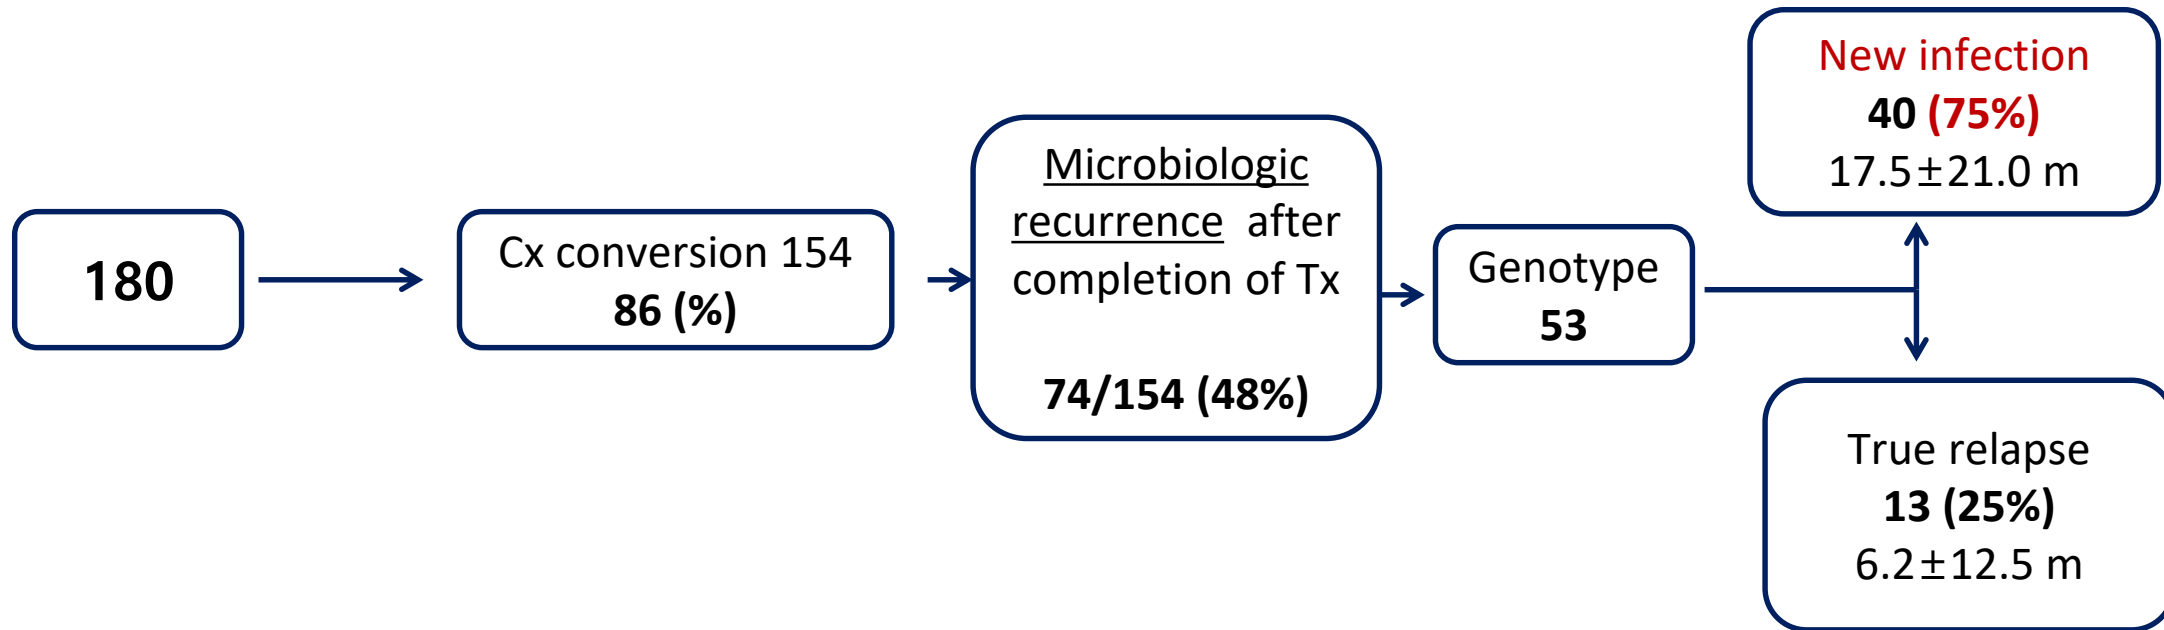 180
Cx conversion 154
86 (%)
Microbiologic
recurrence after
completion of Tx
74/154 (48%)
Genotype
53
New infection
40 (75%)
17.5±21.0 m
True relapse
13 (25%)
6.2±12.5 m